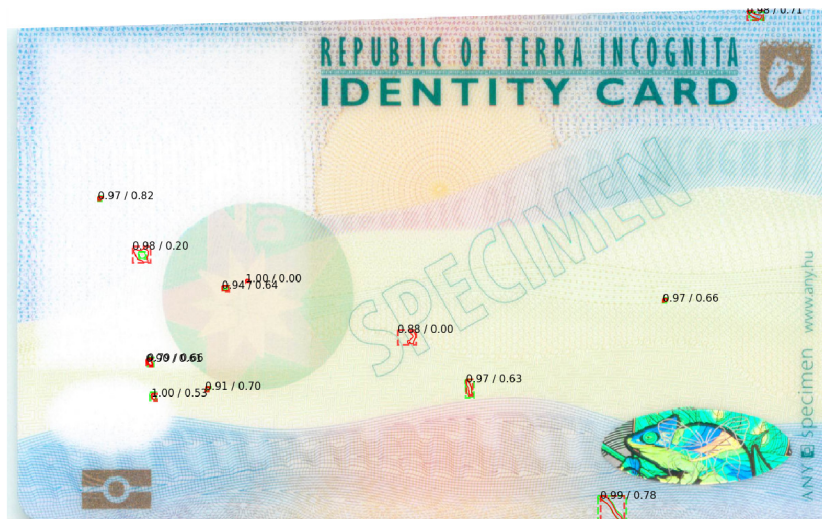 0.98 / 0.71
REPUBLIC OF TERRA INCOGNITA
IDENTITY CARD
SPECIMEN
0.97 / 0.82
0.98 / 0.20
1.00 / 0.00
0.94 / 0.64
0.97 / 0.66
0.88 / 0.00
0.97 / 0.63
0.91 / 0.70
1.00 / 0.53
0.99 / 0.78
www.any.hu
ANY specimen